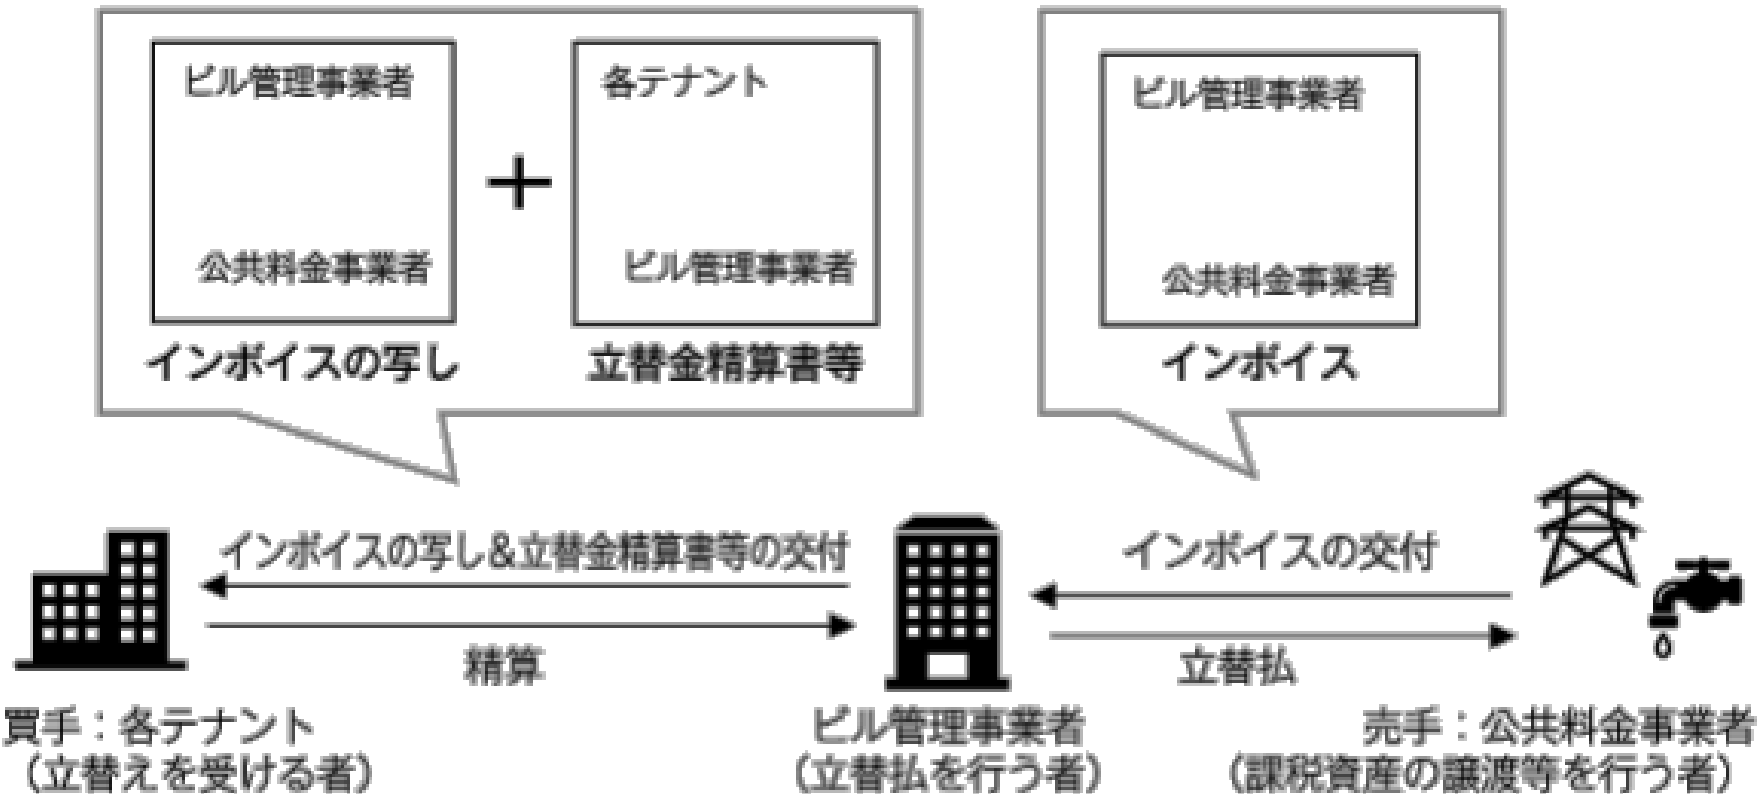 ビル管理事業者
公共料金事業者
インボイスの写し
+
各テナント
ビル管理事業者
立替金精算書等
ビル管理事業者
公共料金事業者
インボイス
インボイスの写し&立替金精算書等の交付
精算
インボイスの交付
立替払
買手：各テナント
（立替えを受ける者）
ビル管理事業者
（立替払を行う者）
売手：公共料金事業者
（課税資産の譲渡等を行う者）